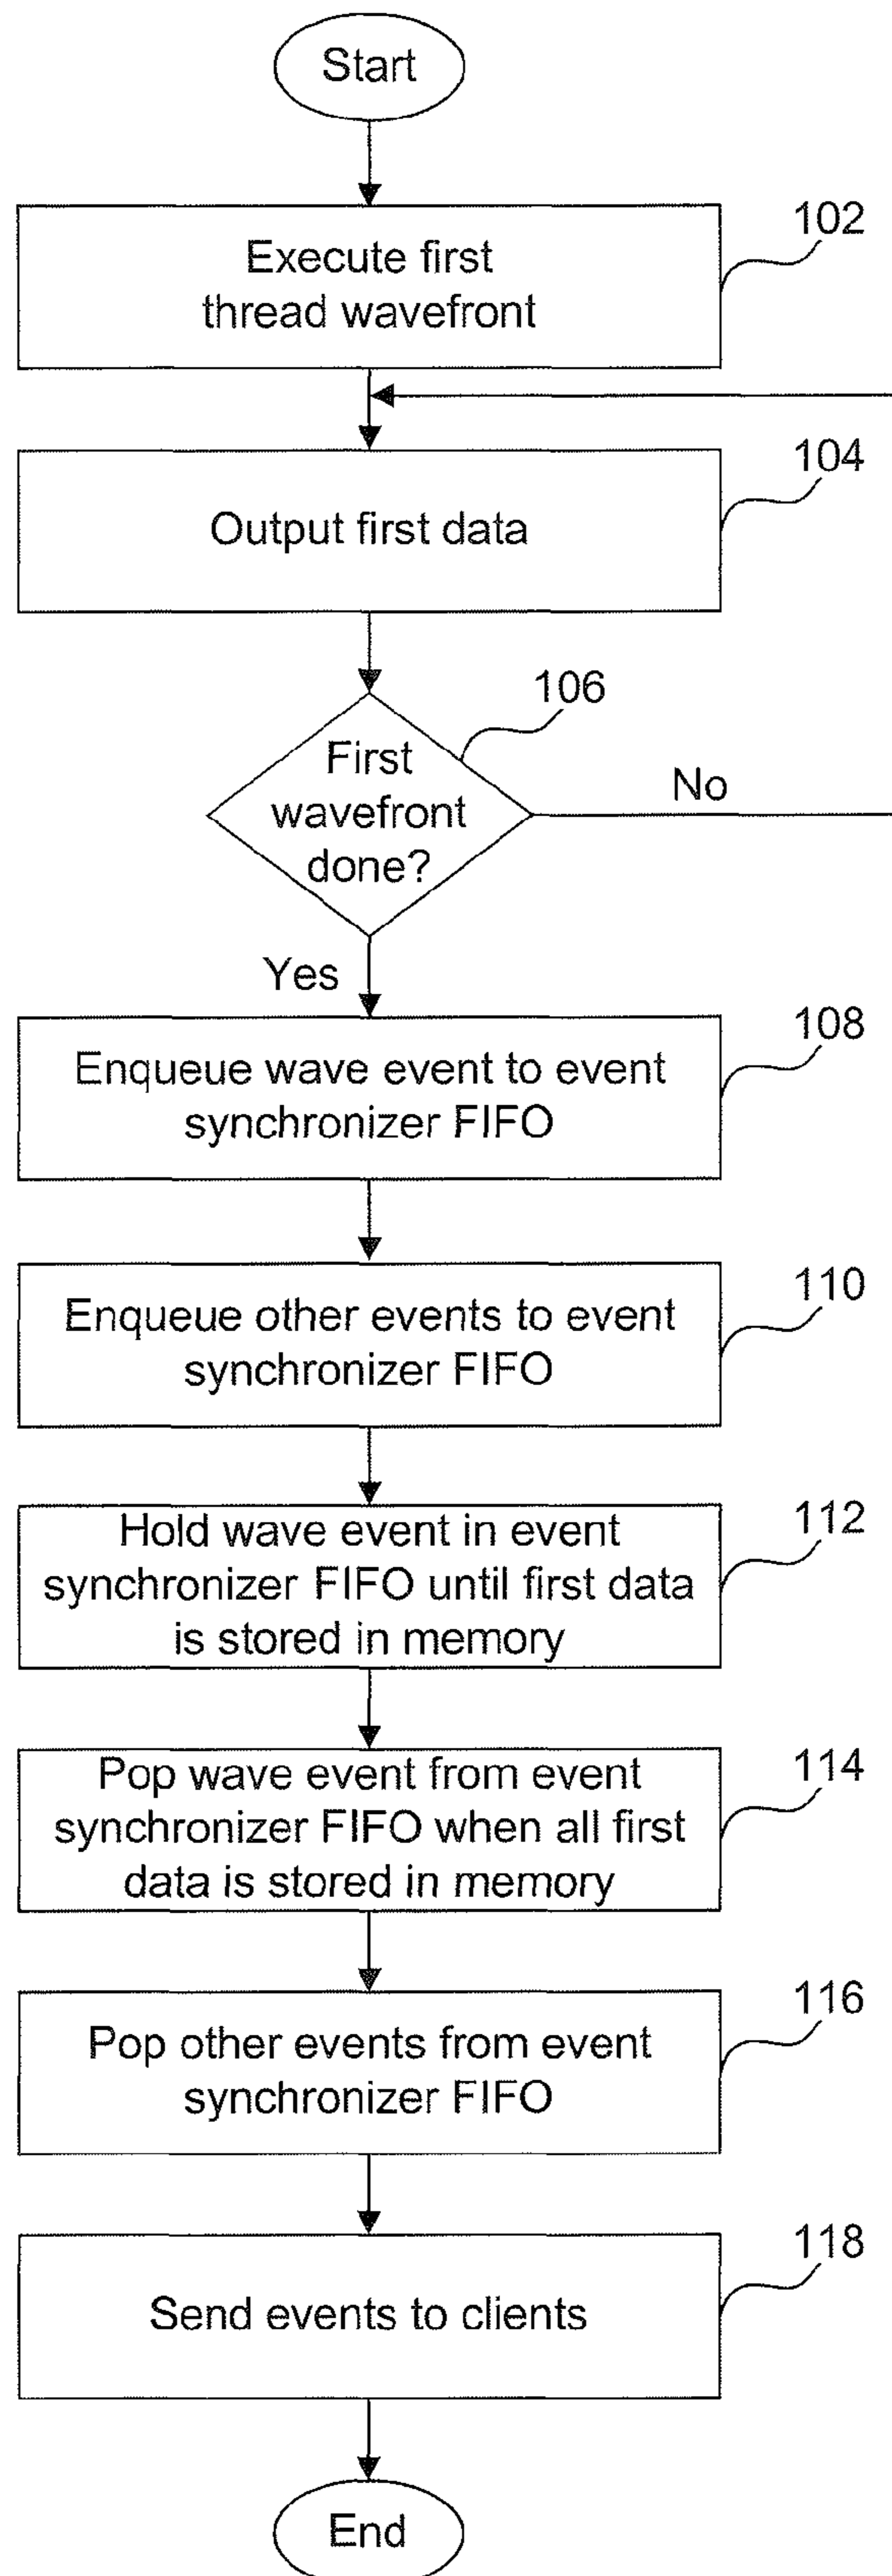 Start
102
Execute first
thread wavefront
104
Output first data
106
First
wavefront
done?
No
Yes
108
Enqueue wave event to event
synchronizer FIFO
110
Enqueue other events to event
synchronizer FIFO
112
Hold wave event in event
synchronizer FIFO until first data
is stored in memory
114
Pop wave event from event
synchronizer FIFO when all first
data is stored in memory
116
Pop other events from event
synchronizer FIFO
118
Send events to clients
End